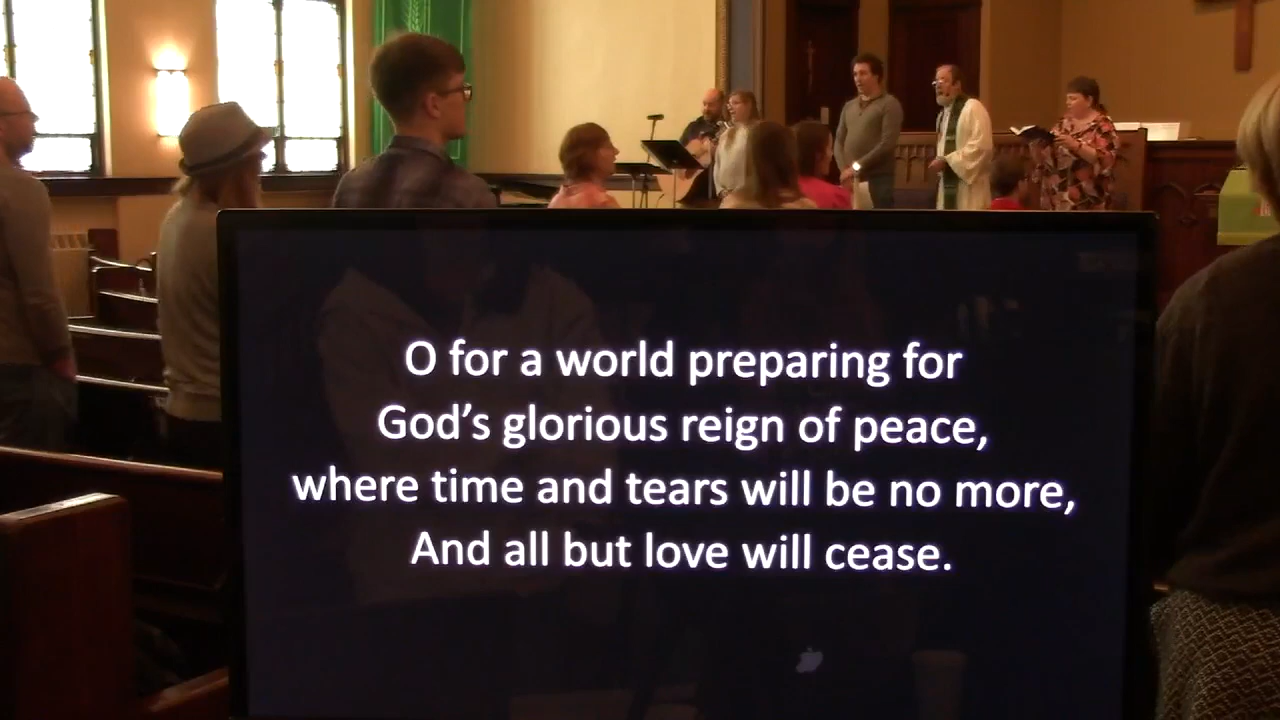 O for a world preparing for
God’s glorious reign of peace,
where time and tears will be no more,
And all but love will cease.